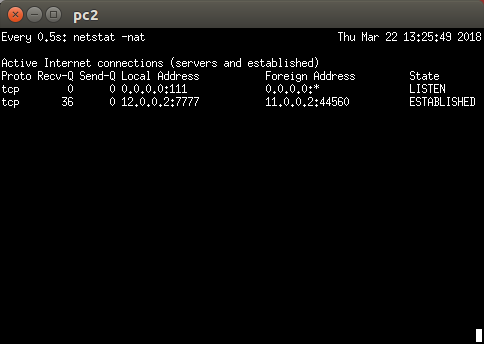 pc2
Every 0.5s: netstat -nat Thu Mar 22 13:25:49 2018
Active Internet connections (servers and established)
Proto Recv-Q Send-Q Local Address Foreign Address State
tcp 0 0 0.0.0.0:111 0.0.0.0:* LISTEN
tcp 36 0 12.0.0.2:7777 11.0.0.2:44560 ESTABLISHED